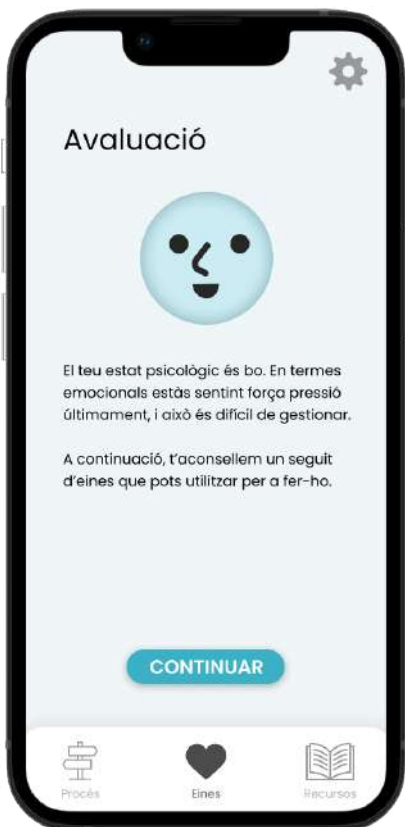 Avaluació
El teu estat psicològic és bo. En termes
emocionals estàs sentint força pressió
últimament, i això és difícil de gestionar.
A continuació, t'aconsellem un seguit
d'eines que pots utilitzar per a fer-ho.
CONTINUAR
Procés
Eines
Recursos